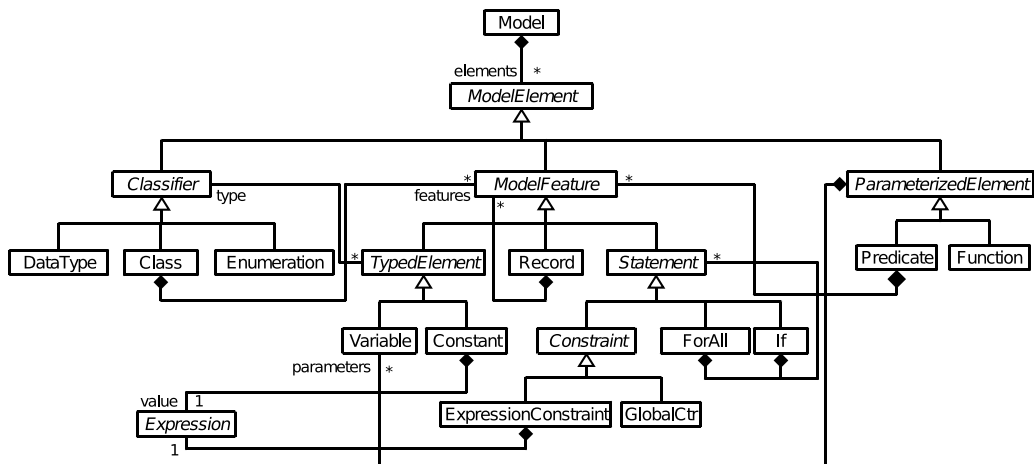 Model
elements *
ModelElement
Classifier
type
*
features
ModelFeature
*
*
ParameterizedElement
DataType
Class
Enumeration
*
TypedElement
Record
Statement
*
Predicate
Function
Variable
Constant
Constraint
ForAll
If
parameters *
value 1
Expression
ExpressionConstraint
GlobalCtr
1